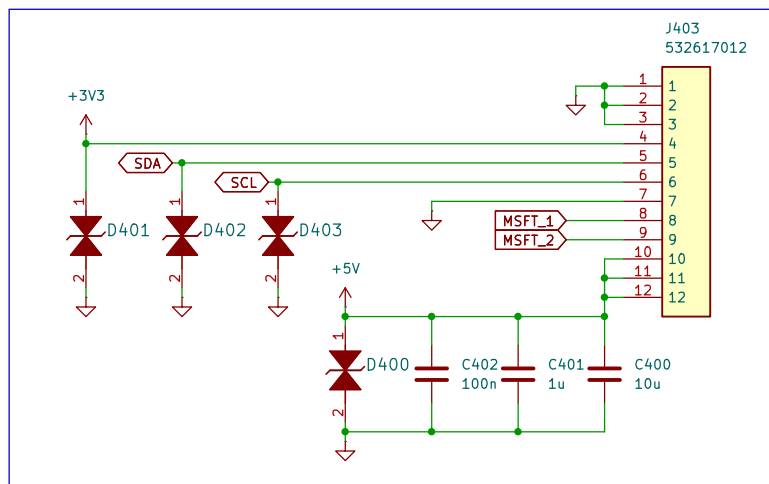 J403
532617012
+3V3
1 1
2 2
3 3
4 4
SDA 5 5
SCL 6 6
7 7
MSFT_1 8 8
MSFT_2 9 9
10 10
11 11
12 12
1 1 1
D401 D402 D403
2 2 2
+5V
1
D400 C402 C401 C400
100n 1u 10u
2